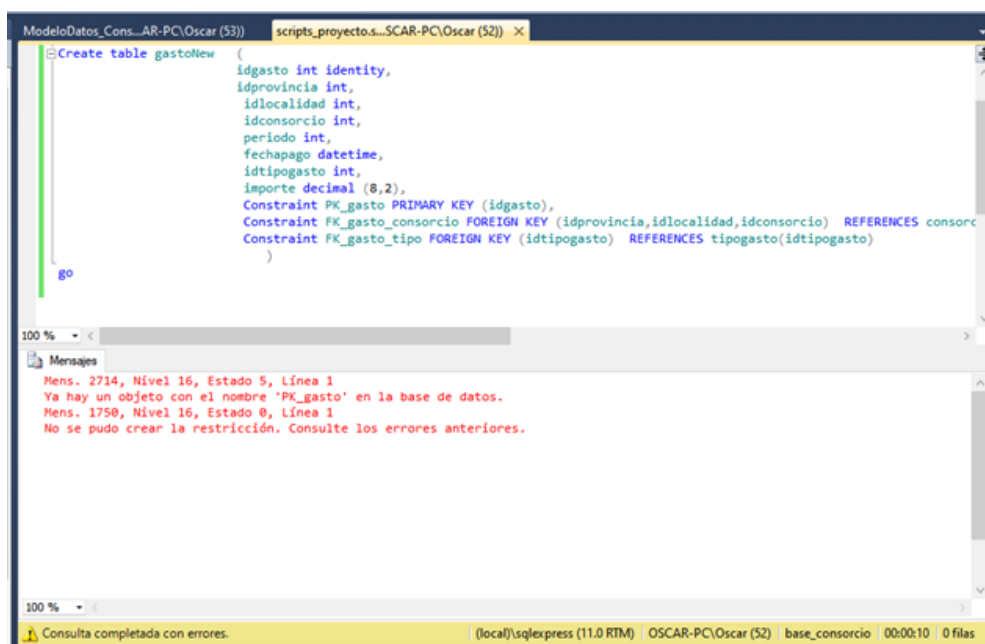 ModeloDatos_Cons...AR-PC\Oscar (53))
scripts_proyecto.s...SCAR-PC\Oscar (52))
Create table gastoNew (
idgasto int identity,
idprovincia int,
idlocalidad int,
idconsorcio int,
periodo int,
fechapago datetime,
idtipogasto int,
importe decimal (8,2),
Constraint PK_gasto PRIMARY KEY (idgasto),
Constraint FK_gasto_consorcio FOREIGN KEY (idprovincia,idlocalidad,idconsorcio) REFERENCES consorc
Constraint FK_gasto_tipo FOREIGN KEY (idtipogasto) REFERENCES tipogasto(idtipogasto)
)
go
100 %
Mensajes
Mens. 2714, Nivel 16, Estado 5, Línea 1
Ya hay un objeto con el nombre 'PK_gasto' en la base de datos.
Mens. 1750, Nivel 16, Estado 0, Línea 1
No se pudo crear la restricción. Consulte los errores anteriores.
100 %
Consulta completada con errores.
(local)\sqlexpress (11.0 RTM)
OSCAR-PC\Oscar (52)
base_consorcio
00:00:10
0 filas